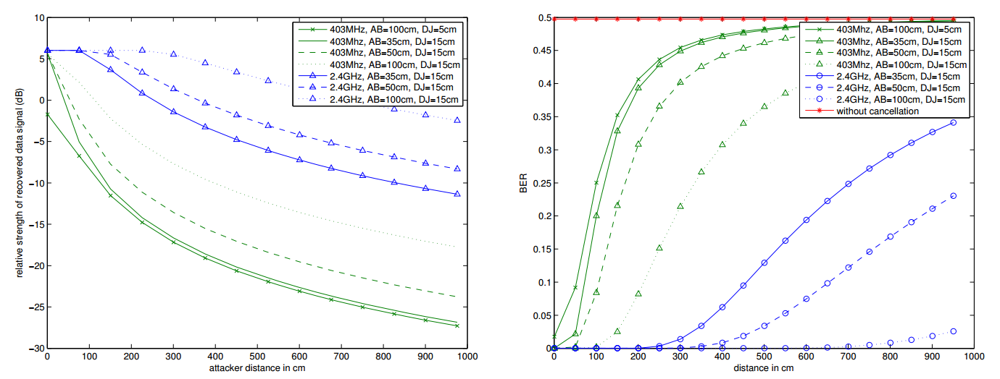 10
5
0
−5
−10
−15
−20
−25
−30
0 100 200 300 400 500 600 700 800 900 1000
relative strength of recovered data signal (dB)
attacker distance in cm
403MHz, AB=100cm, DJ=5cm
403MHz, AB=35cm, DJ=15cm
403MHz, AB=50cm, DJ=15cm
403MHz, AB=100cm, DJ=15cm
2.4GHz, AB=35cm, DJ=15cm
2.4GHz, AB=50cm, DJ=15cm
2.4GHz, AB=100cm, DJ=15cm
0.5
0.45
0.4
0.35
0.3
0.25
0.2
0.15
0.1
0.05
0
0 100 200 300 400 500 600 700 800 900 1000
BER
distance in cm
403Mhz, AB=100cm, DJ=5cm
403Mhz, AB=35cm, DJ=15cm
403Mhz, AB=50cm, DJ=15cm
403Mhz, AB=100cm, DJ=15cm
2.4GHz, AB=35cm, DJ=15cm
2.4GHz, AB=50cm, DJ=15cm
2.4GHz, AB=100cm, DJ=15cm
without cancellation